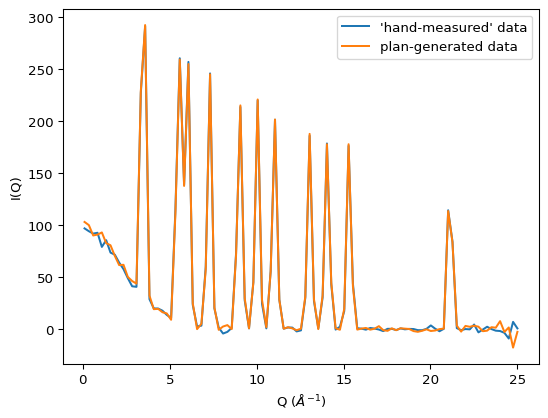 300
250
200
150
100
50
0
I(Q)
'hand-measured' data
plan-generated data
0 5 10 15 20 25
Q (Å⁻¹)